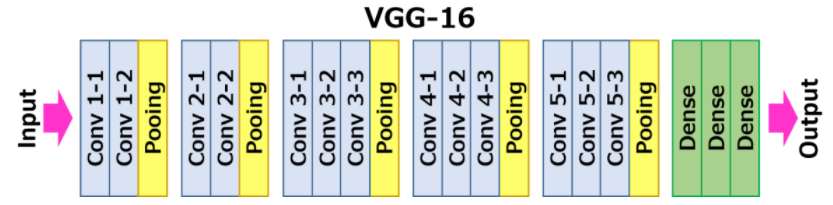 VGG-16
Input
Conv 1-1
Conv 1-2
Pooing
Conv 2-1
Conv 2-2
Pooing
Conv 3-1
Conv 3-2
Conv 3-3
Pooing
Conv 4-1
Conv 4-2
Conv 4-3
Pooing
Conv 5-1
Conv 5-2
Conv 5-3
Pooing
Dense
Dense
Dense
Output